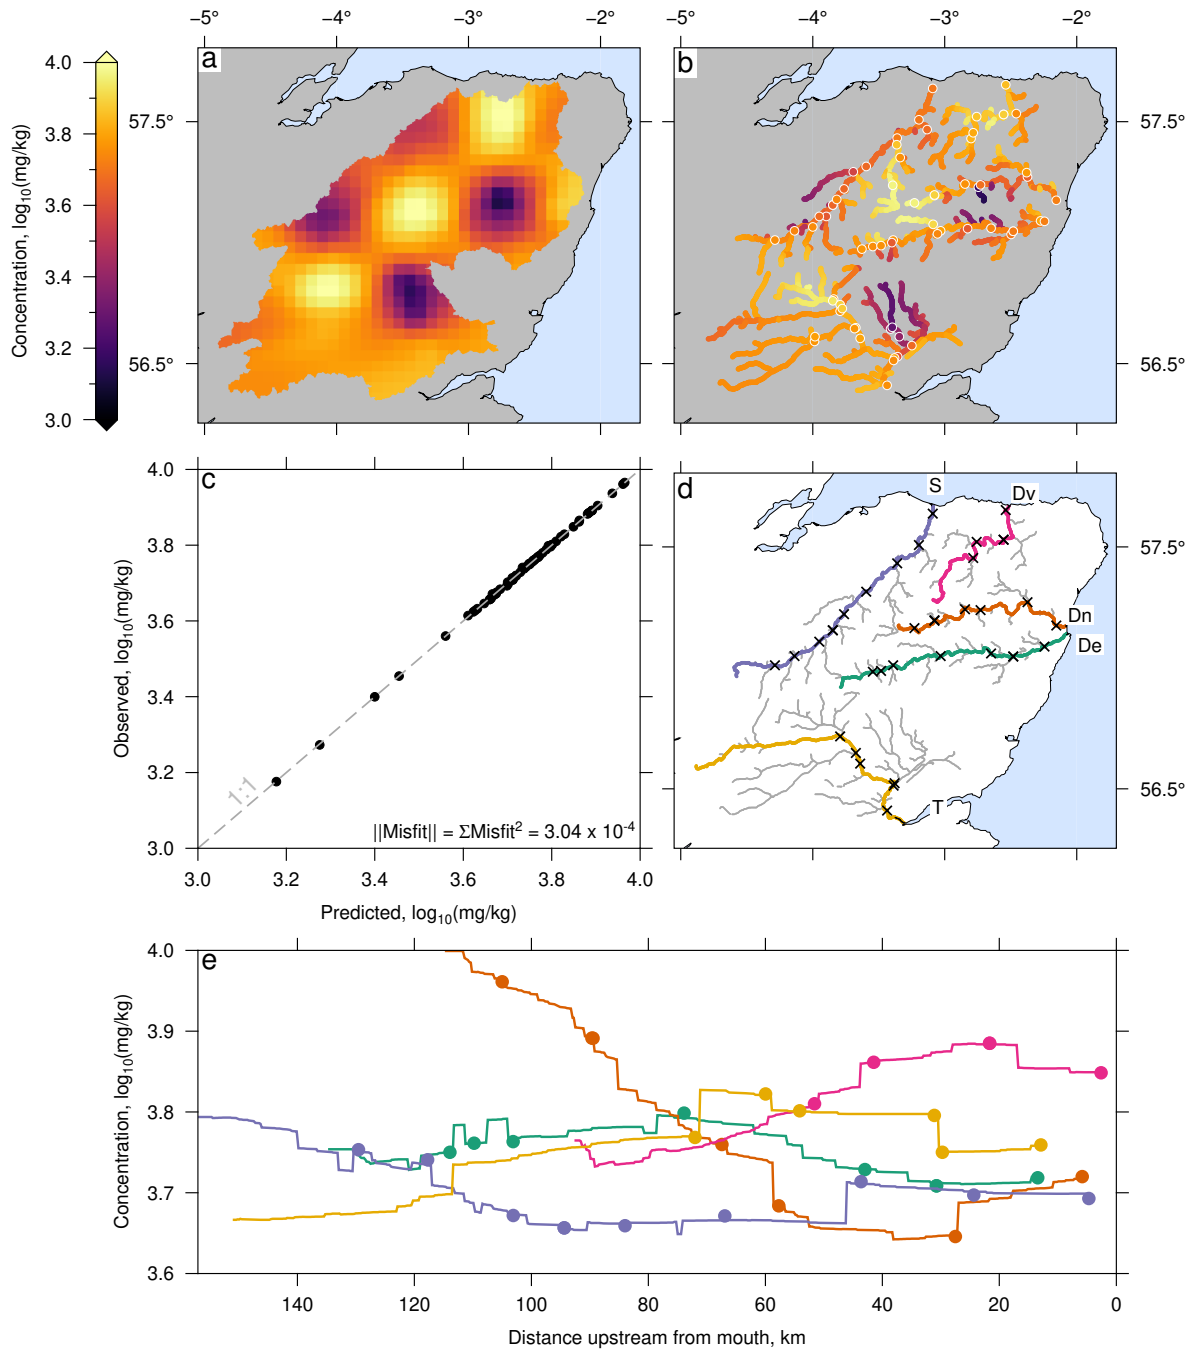 −5° −4° −3° −2° −5° −4° −3° −2°
a
b
4.0
3.8
3.6
3.4
3.2
3.0
Concentration, log10(mg/kg)
57.5°
56.5°
57.5°
56.5°
c
4.0
3.8
3.6
3.4
3.2
3.0
Observed, log10(mg/kg)
1:1
||Misfit|| = ΣMisfit² = 3.04 x 10⁻⁴
3.0 3.2 3.4 3.6 3.8 4.0
Predicted, log10(mg/kg)
d
S
Dv
Dn
De
T
57.5°
56.5°
e
4.0
3.9
3.8
3.7
3.6
Concentration, log10(mg/kg)
140 120 100 80 60 40 20 0
Distance upstream from mouth, km